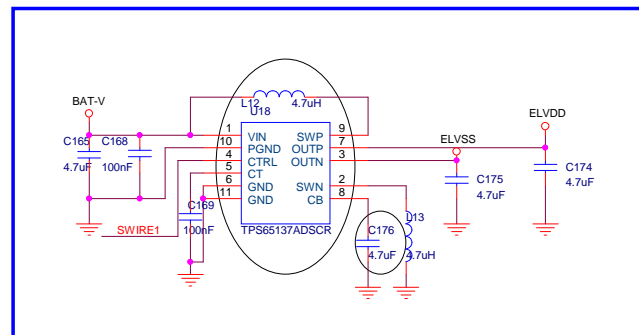 BAT-V
L12
U18
4.7uH
ELVDD
ELVSS
C165
4.7uF
C168
100nF
1 VIN SWP 9
10 PGND OUTP 7
4 CTRL OUTN 3
5 CT
6 GND SWN 2
11 GND CB 8
C175
4.7uF
C174
4.7uF
C169
100nF
SWIRE1
TPS65137ADSCR
C176
4.7uF
L13
4.7uH